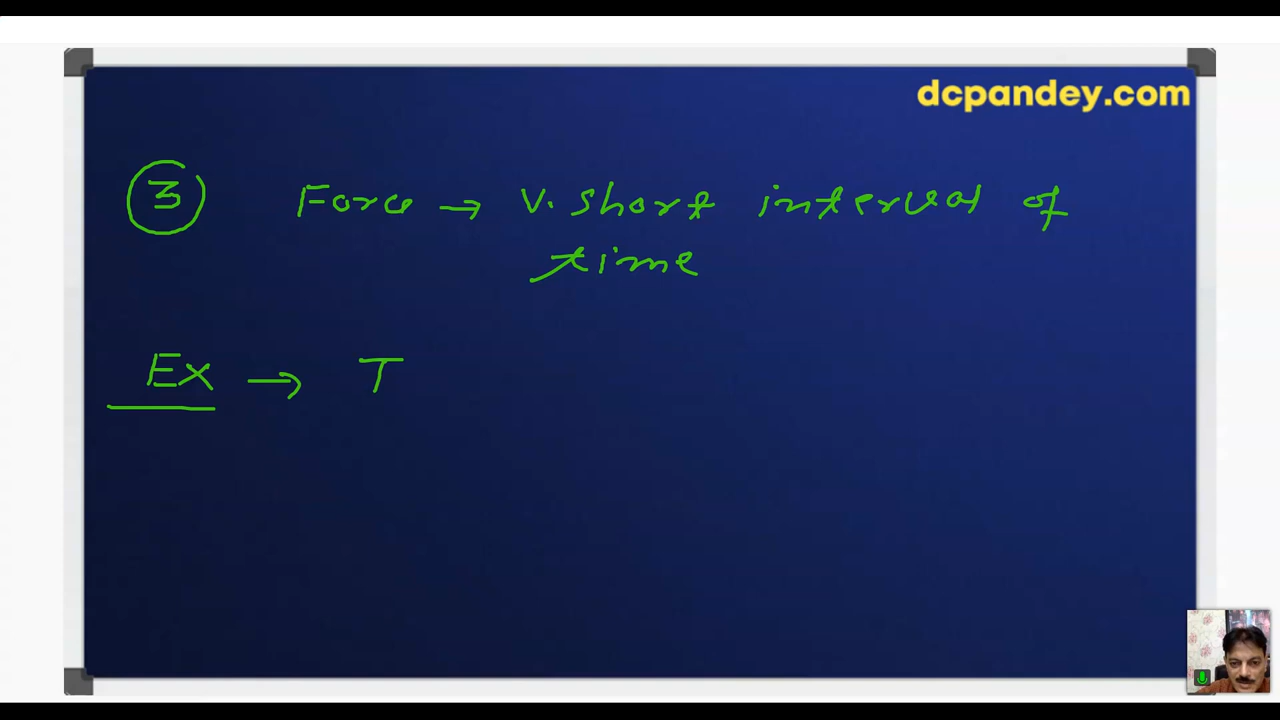 dcpandey.com
3 Force → v. short interval of
time
Ex → T